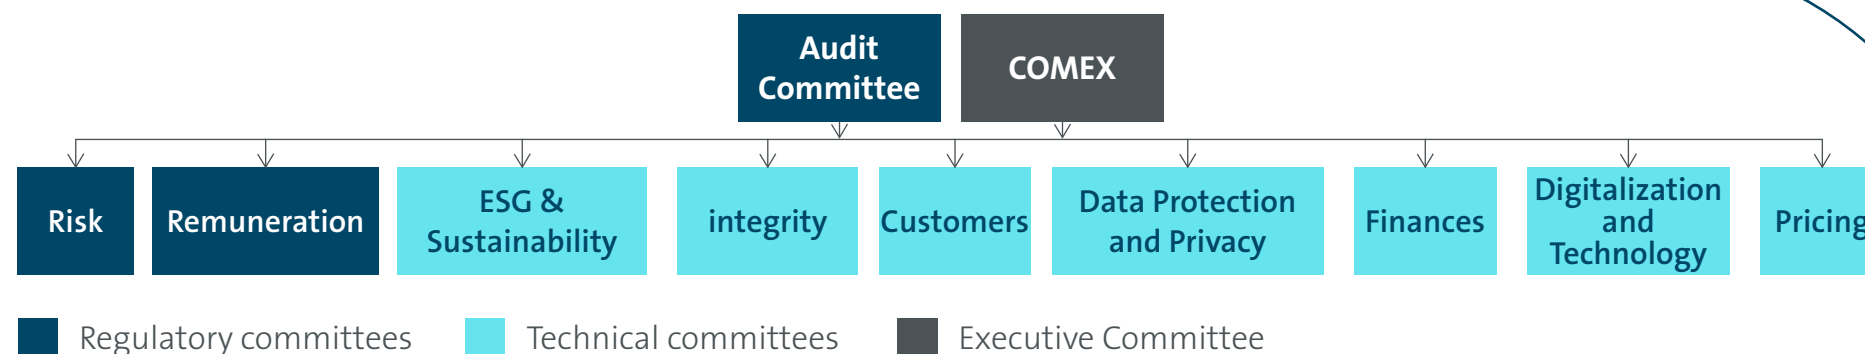 Audit
Committee
COMEX
Risk
Remuneration
ESG &
Sustainability
integrity
Customers
Data Protection
and Privacy
Finances
Digitalization
and
Technology
Pricing
Regulatory committees
Technical committees
Executive Committee